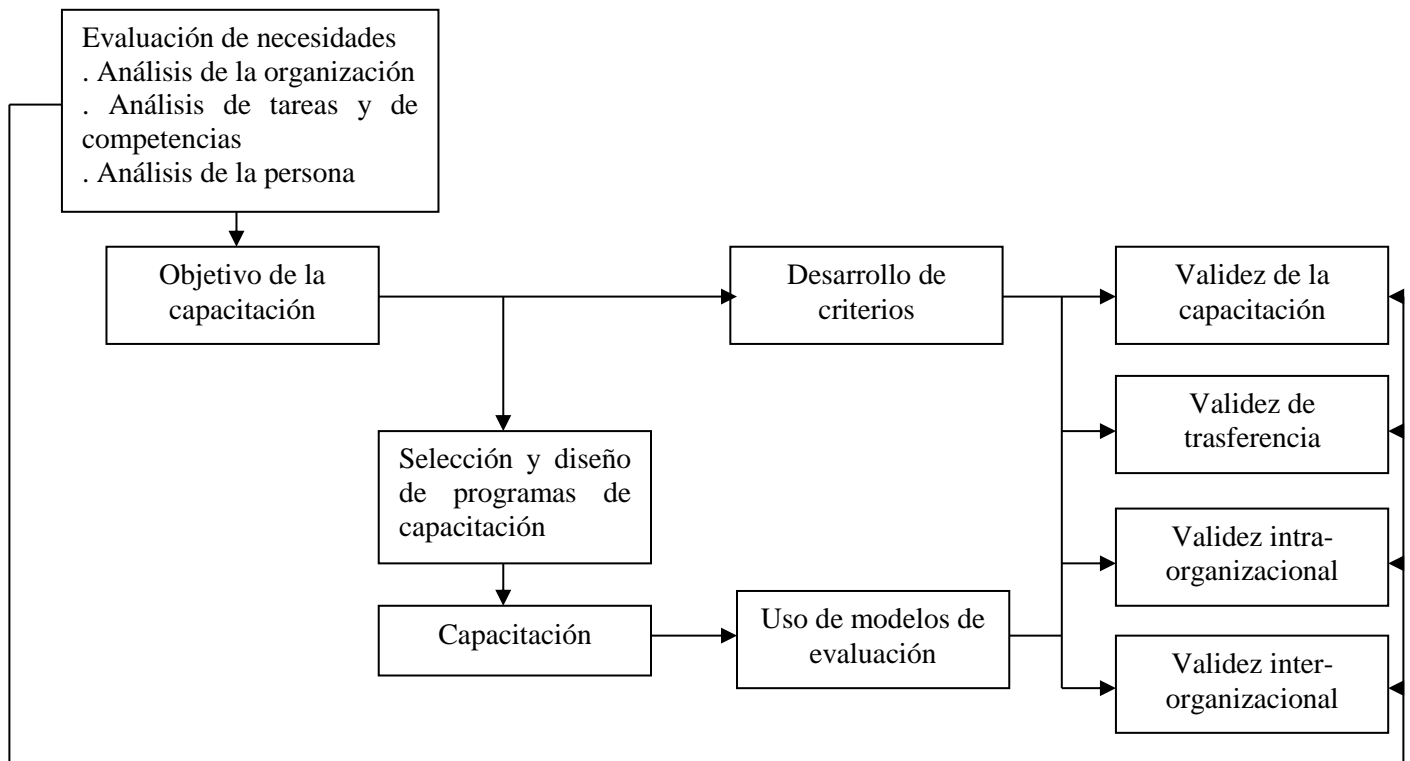 Evaluación de necesidades
. Análisis de la organización
. Análisis de tareas y de
competencias
. Análisis de la persona
Objetivo de la
capacitación
Desarrollo de
criterios
Validez de la
capacitación
Validez de
trasferencia
Selección y diseño
de programas de
capacitación
Validez intra-
organizacional
Capacitación
Uso de modelos de
evaluación
Validez inter-
organizacional